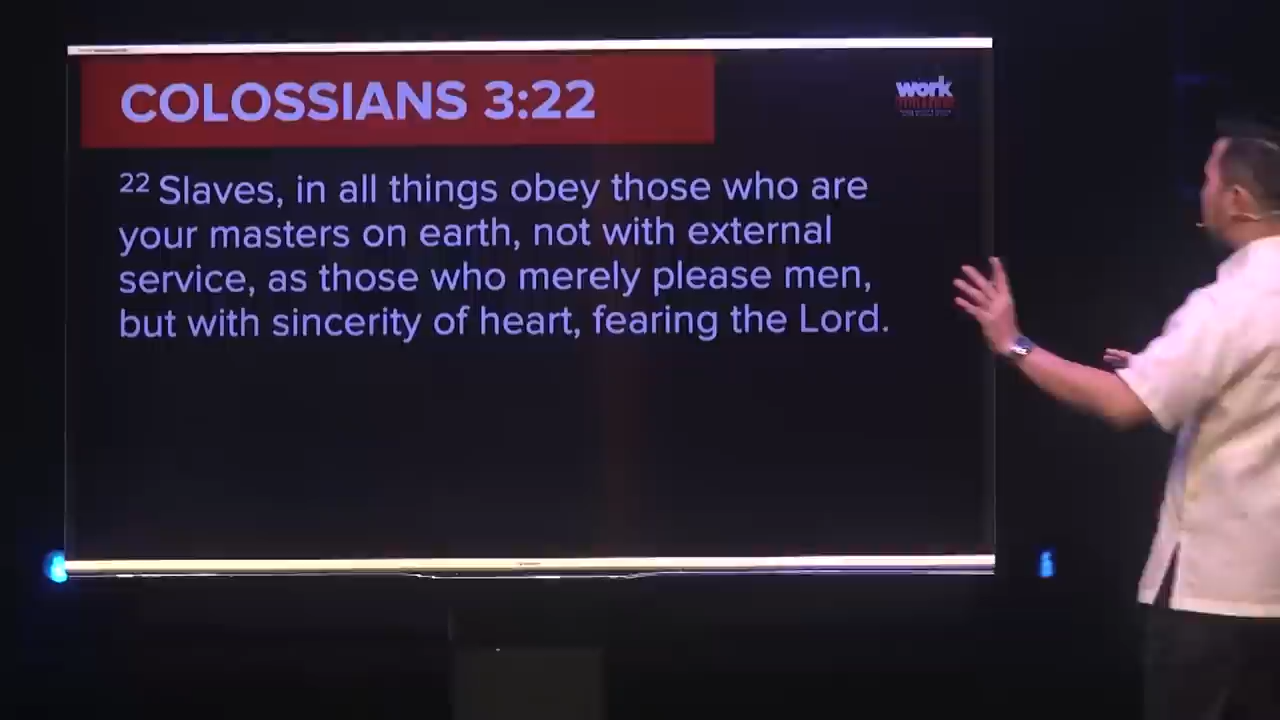 COLOSSIANS 3:22
work
22 Slaves, in all things obey those who are
your masters on earth, not with external
service, as those who merely please men,
but with sincerity of heart, fearing the Lord.